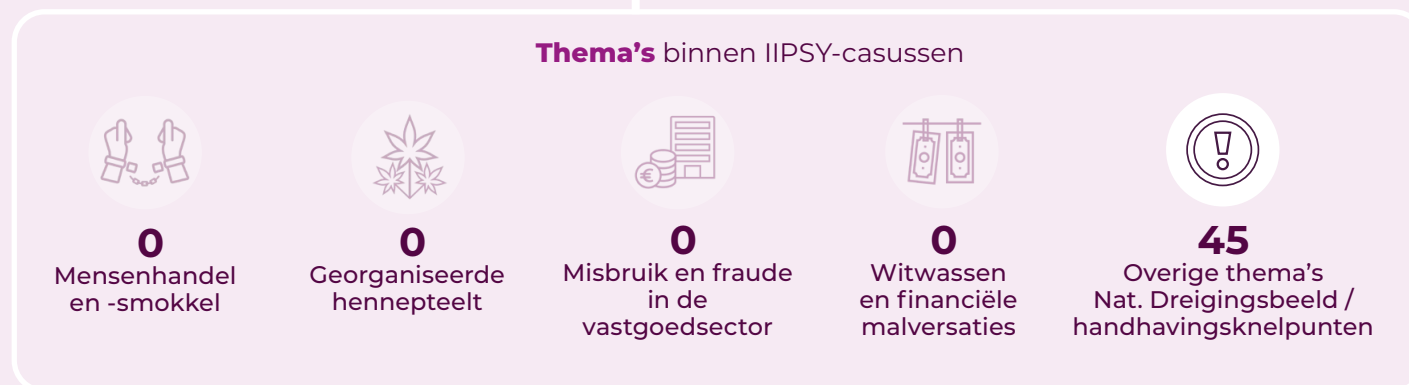 Thema's binnen IIPSY-casussen
0
Mensenhandel
en -smokkel
0
Georganiseerde
hennepteelt
0
Misbruik en fraude
in de
vastgoedsector
0
Witwassen
en financiële
malversaties
45
Overige thema's
Nat. Dreigingsbeeld /
handhavingsknelpunten